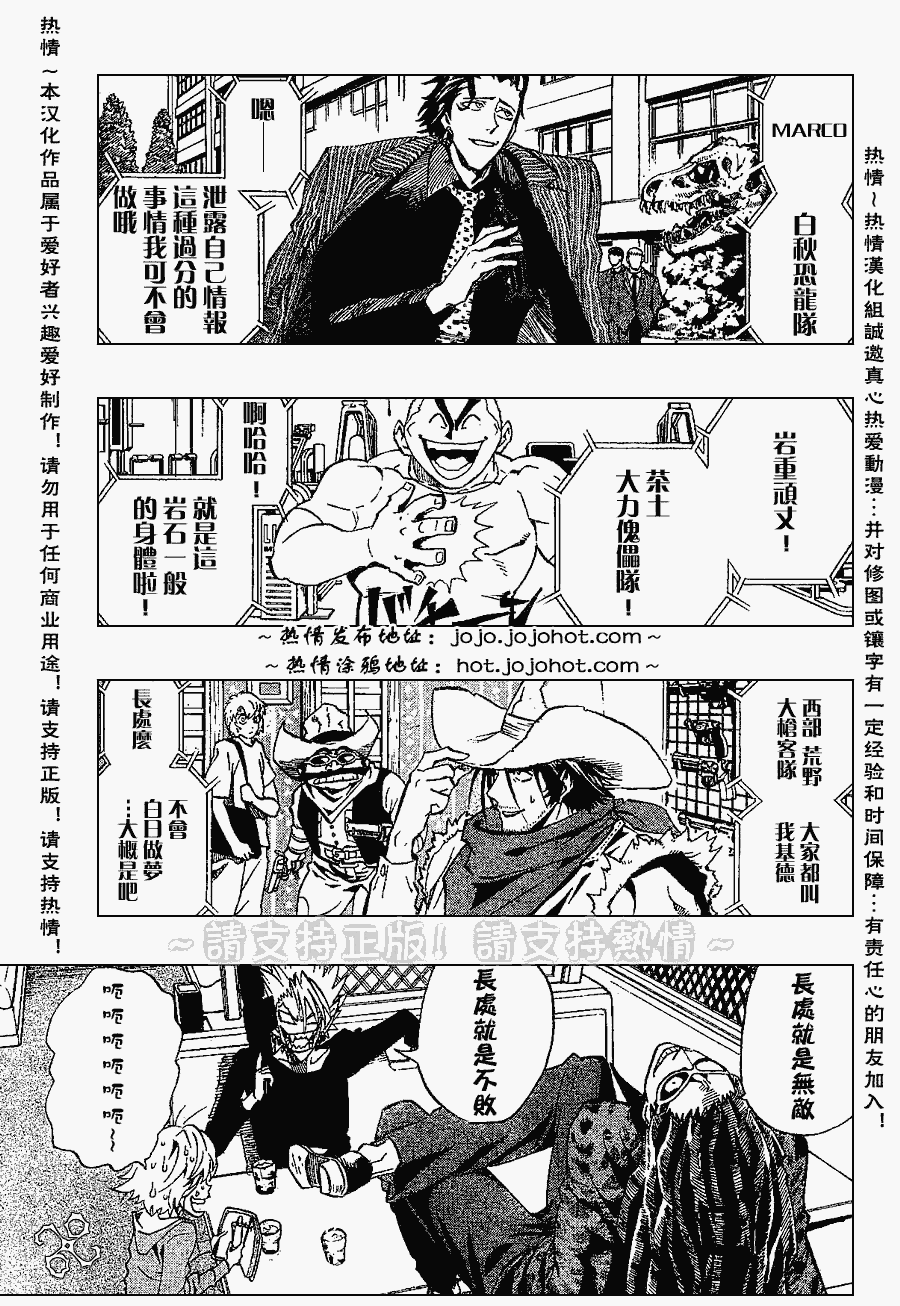 热情～热情漢化組誠邀真心热爱動漫…并对修图或镶字有一定经验和时间保障…有责任心的朋友加入！
MARCO
白秋恐龍隊
嗯—
泄露自己情報
這種過分的
事情我可不會
做哦
岩重頑丈！
茶土
大力傀儡隊！
啊哈哈哈！
就是這
岩石一般
的身體啦！
～热情发布地址：jojo.jojohot.com～
～热情涂鸦地址：hot.jojohot.com～
西部 荒野
大槍客隊
大家都叫
我基德
長處麼
不會
白日做夢
…大概是吧
～請支持正版！請支持熱情～
長處就是無敵
長處就是不敗
呃呃呃呃呃～
热情～本汉化作品属于爱好者兴趣爱好制作！请勿用于任何商业用途！请支持正版！请支持热情！